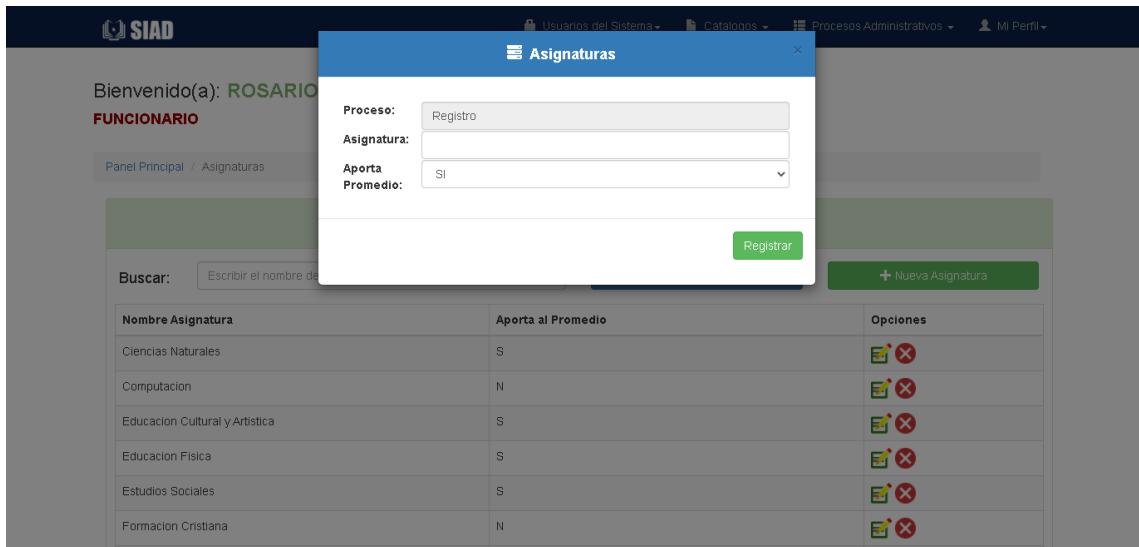 SIAD
Usuarios del Sistema
Catalogos
Procesos Administrativos
Mi Perfil
Asignaturas
×
Bienvenido(a): ROSARIO
FUNCIONARIO
Proceso: Registro
Asignatura:
Aporta Promedio: SI
Panel Principal / Asignaturas
Registrar
Buscar: Escribir el nombre de
+ Nueva Asignatura
Nombre Asignatura Aporta al Promedio Opciones
Ciencias Naturales S
Computacion N
Educacion Cultural y Artistica S
Educacion Fisica S
Estudios Sociales S
Formacion Cristiana N